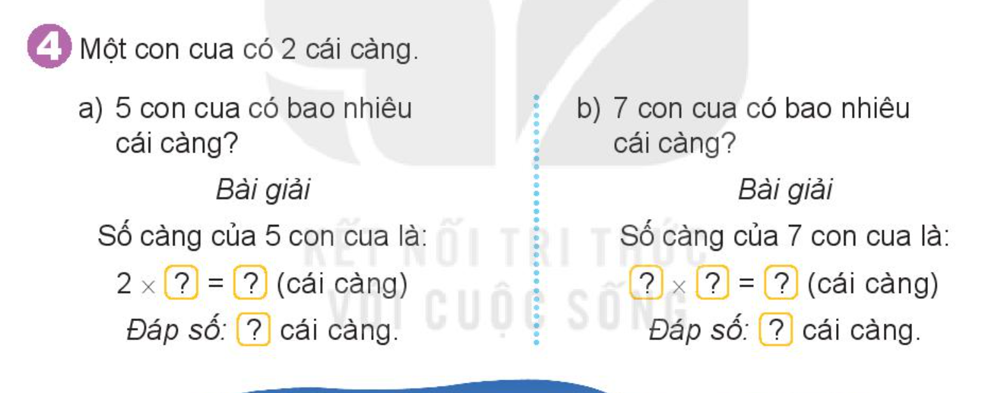 4 Một con cua có 2 cái càng.
a) 5 con cua có bao nhiêu
cái càng?
Bài giải
Số càng của 5 con cua là:
2 × ? = ? (cái càng)
Đáp số: ? cái càng.
b) 7 con cua có bao nhiêu
cái càng?
Bài giải
Số càng của 7 con cua là:
? × ? = ? (cái càng)
Đáp số: ? cái càng.
KẾT NỐI TRI THỨC
VỚI CUỘC SỐNG